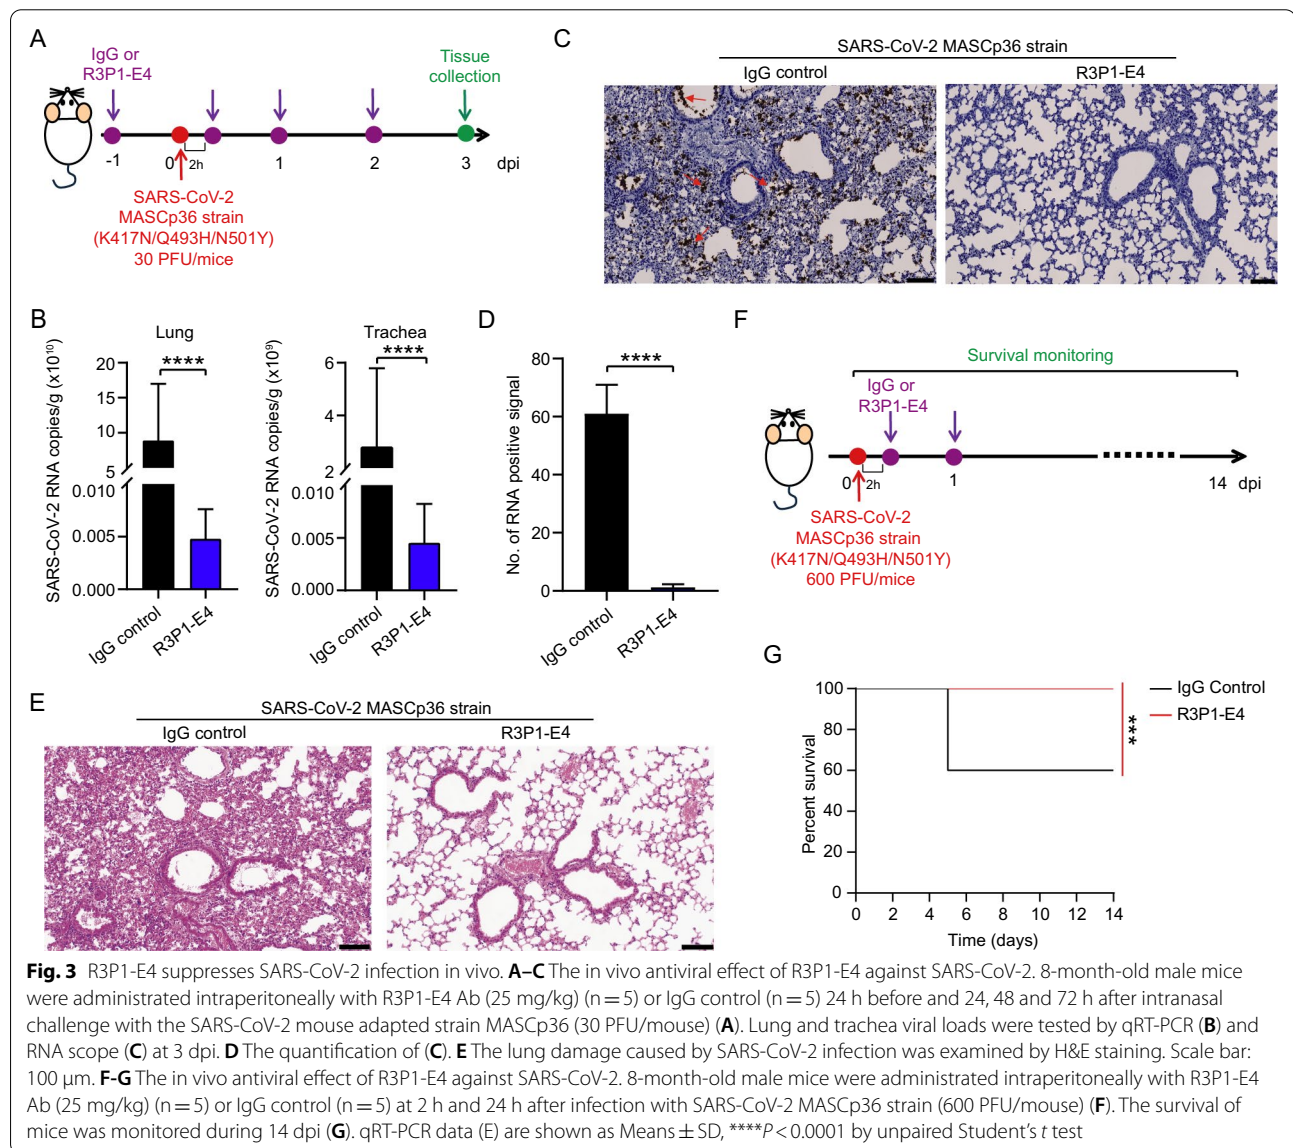 A
IgG or
R3P1-E4
Tissue
collection
-1
0
2h
1
2
3
dpi
SARS-CoV-2
MASCp36 strain
(K417N/Q493H/N501Y)
30 PFU/mice
C
SARS-CoV-2 MASCp36 strain
IgG control
R3P1-E4
B
Lung
SARS-CoV-2 RNA copies/g (x10¹⁰)
20
15
10
5
0.010
0.005
0.000
****
IgG control
R3P1-E4
Trachea
SARS-CoV-2 RNA copies/g (x10⁹)
6
4
2
0.010
0.005
0.000
****
IgG control
R3P1-E4
D
No. of RNA positive signal
80
60
40
20
0
****
IgG control
R3P1-E4
F
Survival monitoring
IgG or
R3P1-E4
0
2h
1
14
dpi
SARS-CoV-2
MASCp36 strain
(K417N/Q493H/N501Y)
600 PFU/mice
E
SARS-CoV-2 MASCp36 strain
IgG control
R3P1-E4
G
Percent survival
100
80
60
40
20
0
0 2 4 6 8 10 12 14
Time (days)
IgG Control
R3P1-E4
***
Fig. 3 R3P1-E4 suppresses SARS-CoV-2 infection in vivo. A–C The in vivo antiviral effect of R3P1-E4 against SARS-CoV-2. 8-month-old male mice
were administrated intraperitoneally with R3P1-E4 Ab (25 mg/kg) (n = 5) or IgG control (n = 5) 24 h before and 24, 48 and 72 h after intranasal
challenge with the SARS-CoV-2 mouse adapted strain MASCp36 (30 PFU/mouse) (A). Lung and trachea viral loads were tested by qRT-PCR (B) and
RNA scope (C) at 3 dpi. D The quantification of (C). E The lung damage caused by SARS-CoV-2 infection was examined by H&E staining. Scale bar:
100 μm. F-G The in vivo antiviral effect of R3P1-E4 against SARS-CoV-2. 8-month-old male mice were administrated intraperitoneally with R3P1-E4
Ab (25 mg/kg) (n = 5) or IgG control (n = 5) at 2 h and 24 h after infection with SARS-CoV-2 MASCp36 strain (600 PFU/mouse) (F). The survival of
mice was monitored during 14 dpi (G). qRT-PCR data (E) are shown as Means ± SD, ****P < 0.0001 by unpaired Student's t test